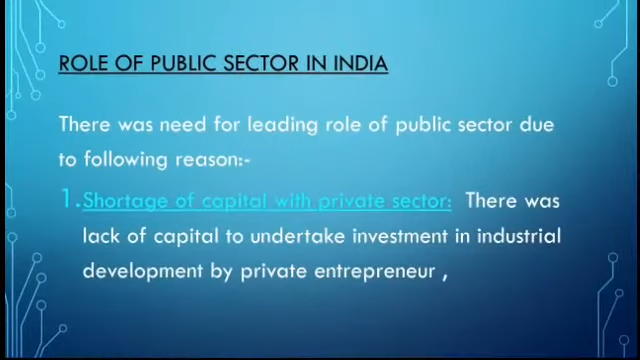 ROLE OF PUBLIC SECTOR IN INDIA
There was need for leading role of public sector due
to following reason:-
1. Shortage of capital with private sector: There was
lack of capital to undertake investment in industrial
development by private entrepreneur ,